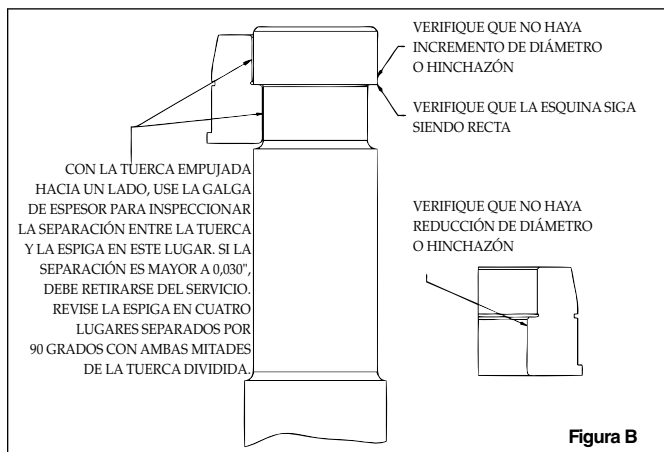 VERIFIQUE QUE NO HAYA
INCREMENTO DE DIÁMETRO
O HINCHAZÓN
VERIFIQUE QUE LA ESQUINA SIGA
SIENDO RECTA
CON LA TUERCA EMPUJADA
HACIA UN LADO, USE LA GALGA
DE ESPESOR PARA INSPECCIONAR
LA SEPARACIÓN ENTRE LA TUERCA
Y LA ESPIGA EN ESTE LUGAR. SI LA
SEPARACIÓN ES MAYOR A 0,030",
DEBE RETIRARSE DEL SERVICIO.
REVISE LA ESPIGA EN CUATRO
LUGARES SEPARADOS POR
90 GRADOS CON AMBAS MITADES
DE LA TUERCA DIVIDIDA.
VERIFIQUE QUE NO HAYA
REDUCCIÓN DE DIÁMETRO
O HINCHAZÓN
Figura B